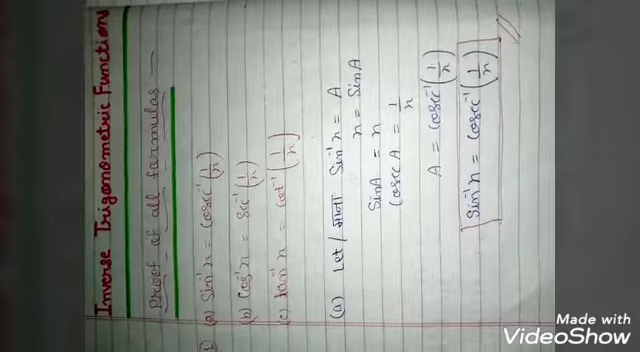 Inverse Trigonometric Functions
Proof of all formulas
(a) Sin⁻¹x = cosec⁻¹(1/x)
(b) Cos⁻¹x = sec⁻¹(1/x)
(c) tan⁻¹x = cot⁻¹(1/x)
(a) Let/माना Sin⁻¹x = A
x = SinA
SinA = x
Cosec A = 1/x
A = Cosec⁻¹(1/x)
Sin⁻¹x = Cosec⁻¹(1/x)
Made with
VideoShow